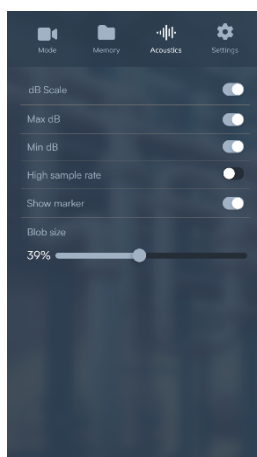 Mode Memory Acoustics Settings
dB Scale
Max dB
Min dB
High sample rate
Show marker
Blob size
39%